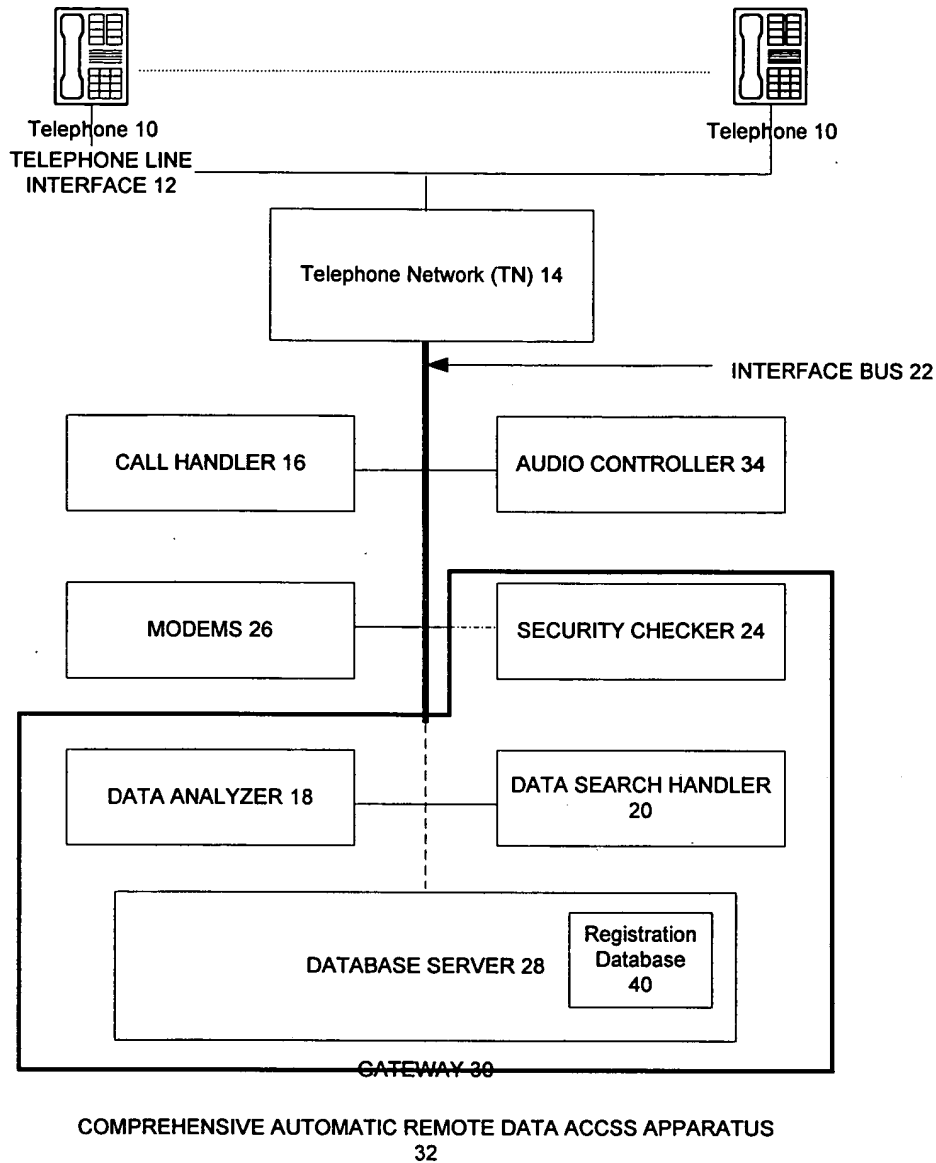 Telephone 10
Telephone 10
TELEPHONE LINE
INTERFACE 12
Telephone Network (TN) 14
INTERFACE BUS 22
CALL HANDLER 16
AUDIO CONTROLLER 34
MODEMS 26
SECURITY CHECKER 24
DATA ANALYZER 18
DATA SEARCH HANDLER
20
DATABASE SERVER 28
Registration
Database
40
GATEWAY 30
COMPREHENSIVE AUTOMATIC REMOTE DATA ACCSS APPARATUS
32